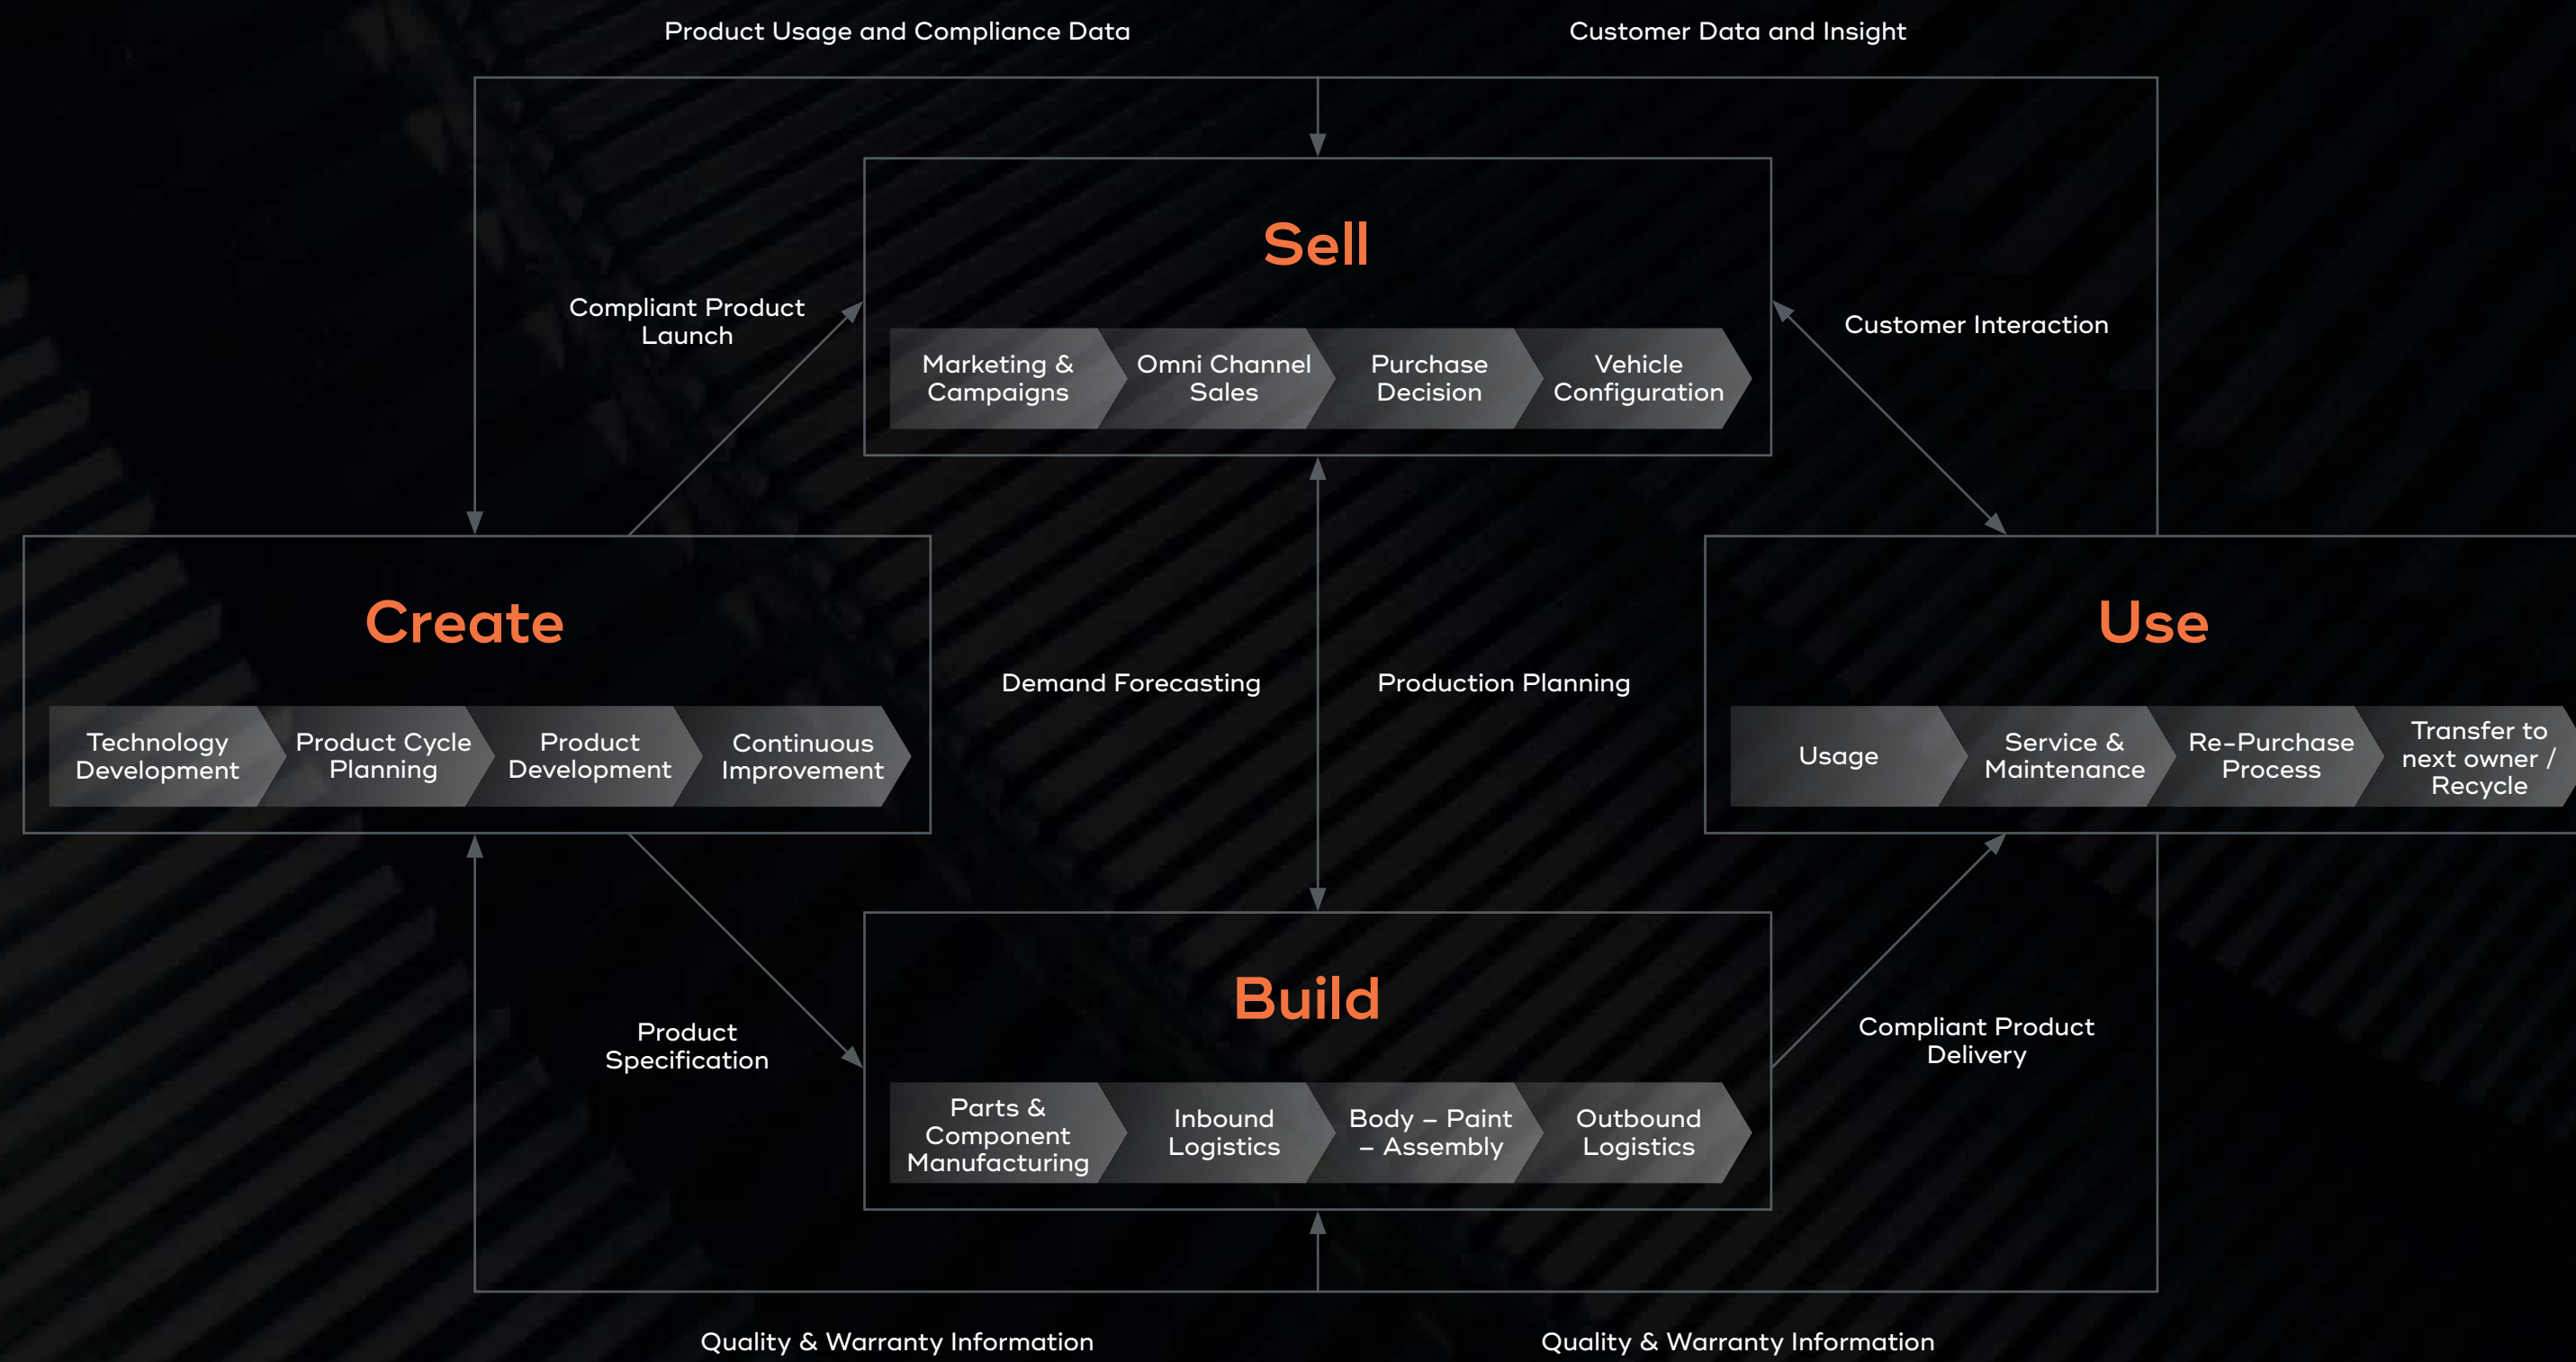 Product Usage and Compliance Data
Customer Data and Insight
Sell
Compliant Product
Launch
Customer Interaction
Marketing &
Campaigns
Omni Channel
Sales
Purchase
Decision
Vehicle
Configuration
Create
Use
Demand Forecasting
Production Planning
Technology
Development
Product Cycle
Planning
Product
Development
Continuous
Improvement
Usage
Service &
Maintenance
Re-Purchase
Process
Transfer to
next owner /
Recycle
Build
Product
Specification
Compliant Product
Delivery
Parts &
Component
Manufacturing
Inbound
Logistics
Body – Paint
– Assembly
Outbound
Logistics
Quality & Warranty Information
Quality & Warranty Information